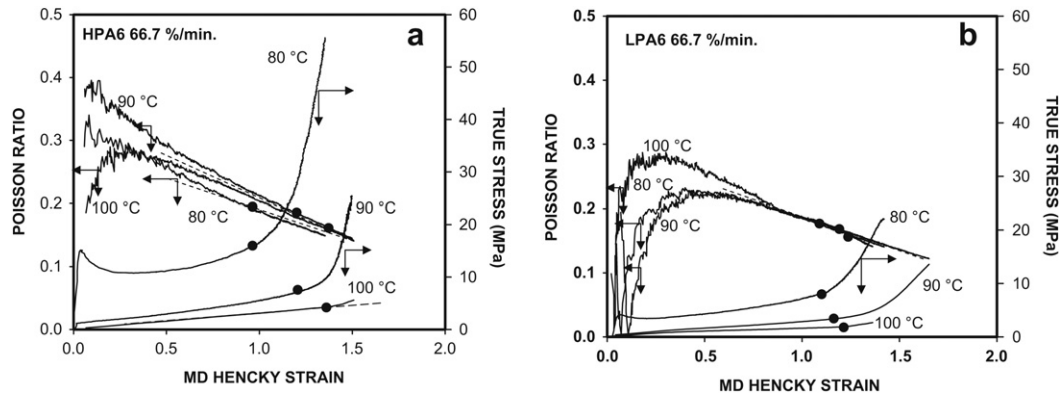 HPA6 66.7 %/min.
a
80 °C
90 °C
100 °C
80 °C
90 °C
100 °C
POISSON RATIO
0.5
0.4
0.3
0.2
0.1
0.0
TRUE STRESS (MPa)
60
50
40
30
20
10
0
0.0 0.5 1.0 1.5 2.0
MD HENCKY STRAIN
LPA6 66.7 %/min.
b
100 °C
80 °C
90 °C
80 °C
90 °C
100 °C
POISSON RATIO
0.5
0.4
0.3
0.2
0.1
0.0
TRUE STRESS (MPa)
60
50
40
30
20
10
0
0.0 0.5 1.0 1.5 2.0
MD HENCKY STRAIN